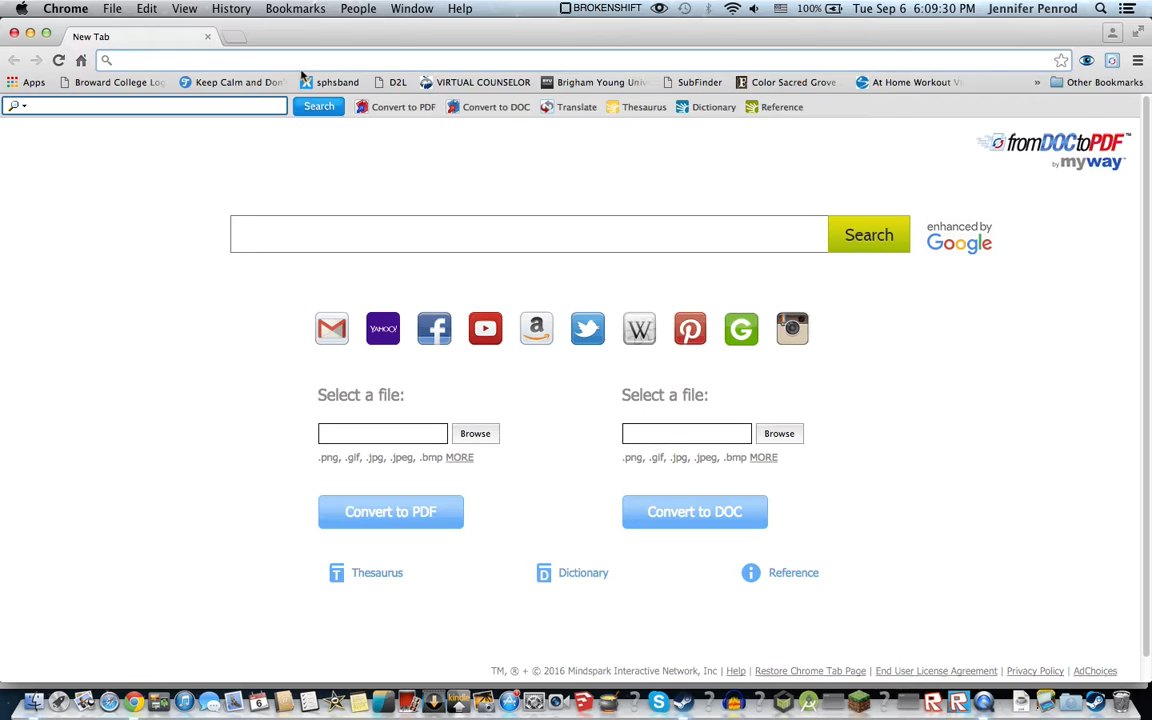 Chrome File Edit View History Bookmarks People Window Help BROKENSHIFT 100% Tue Sep 6 6:09:30 PM Jennifer Penrod
New Tab
Apps Broward College Log Keep Calm and Don' sphsband D2L VIRTUAL COUNSELOR Brigham Young Univ SubFinder Color Sacred Grove At Home Workout » Other Bookmarks
Search Convert to PDF Convert to DOC Translate Thesaurus Dictionary Reference
fromDOCtoPDF™
by myway™
Search
enhanced by
Google
YAHOO!
Select a file: Select a file:
Browse Browse
.png, .gif, .jpg, .jpeg, .bmp MORE .png, .gif, .jpg, .jpeg, .bmp MORE
Convert to PDF Convert to DOC
T Thesaurus D Dictionary i Reference
TM, ® + © 2016 Mindspark Interactive Network, Inc | Help | Restore Chrome Tab Page | End User License Agreement | Privacy Policy | AdChoices